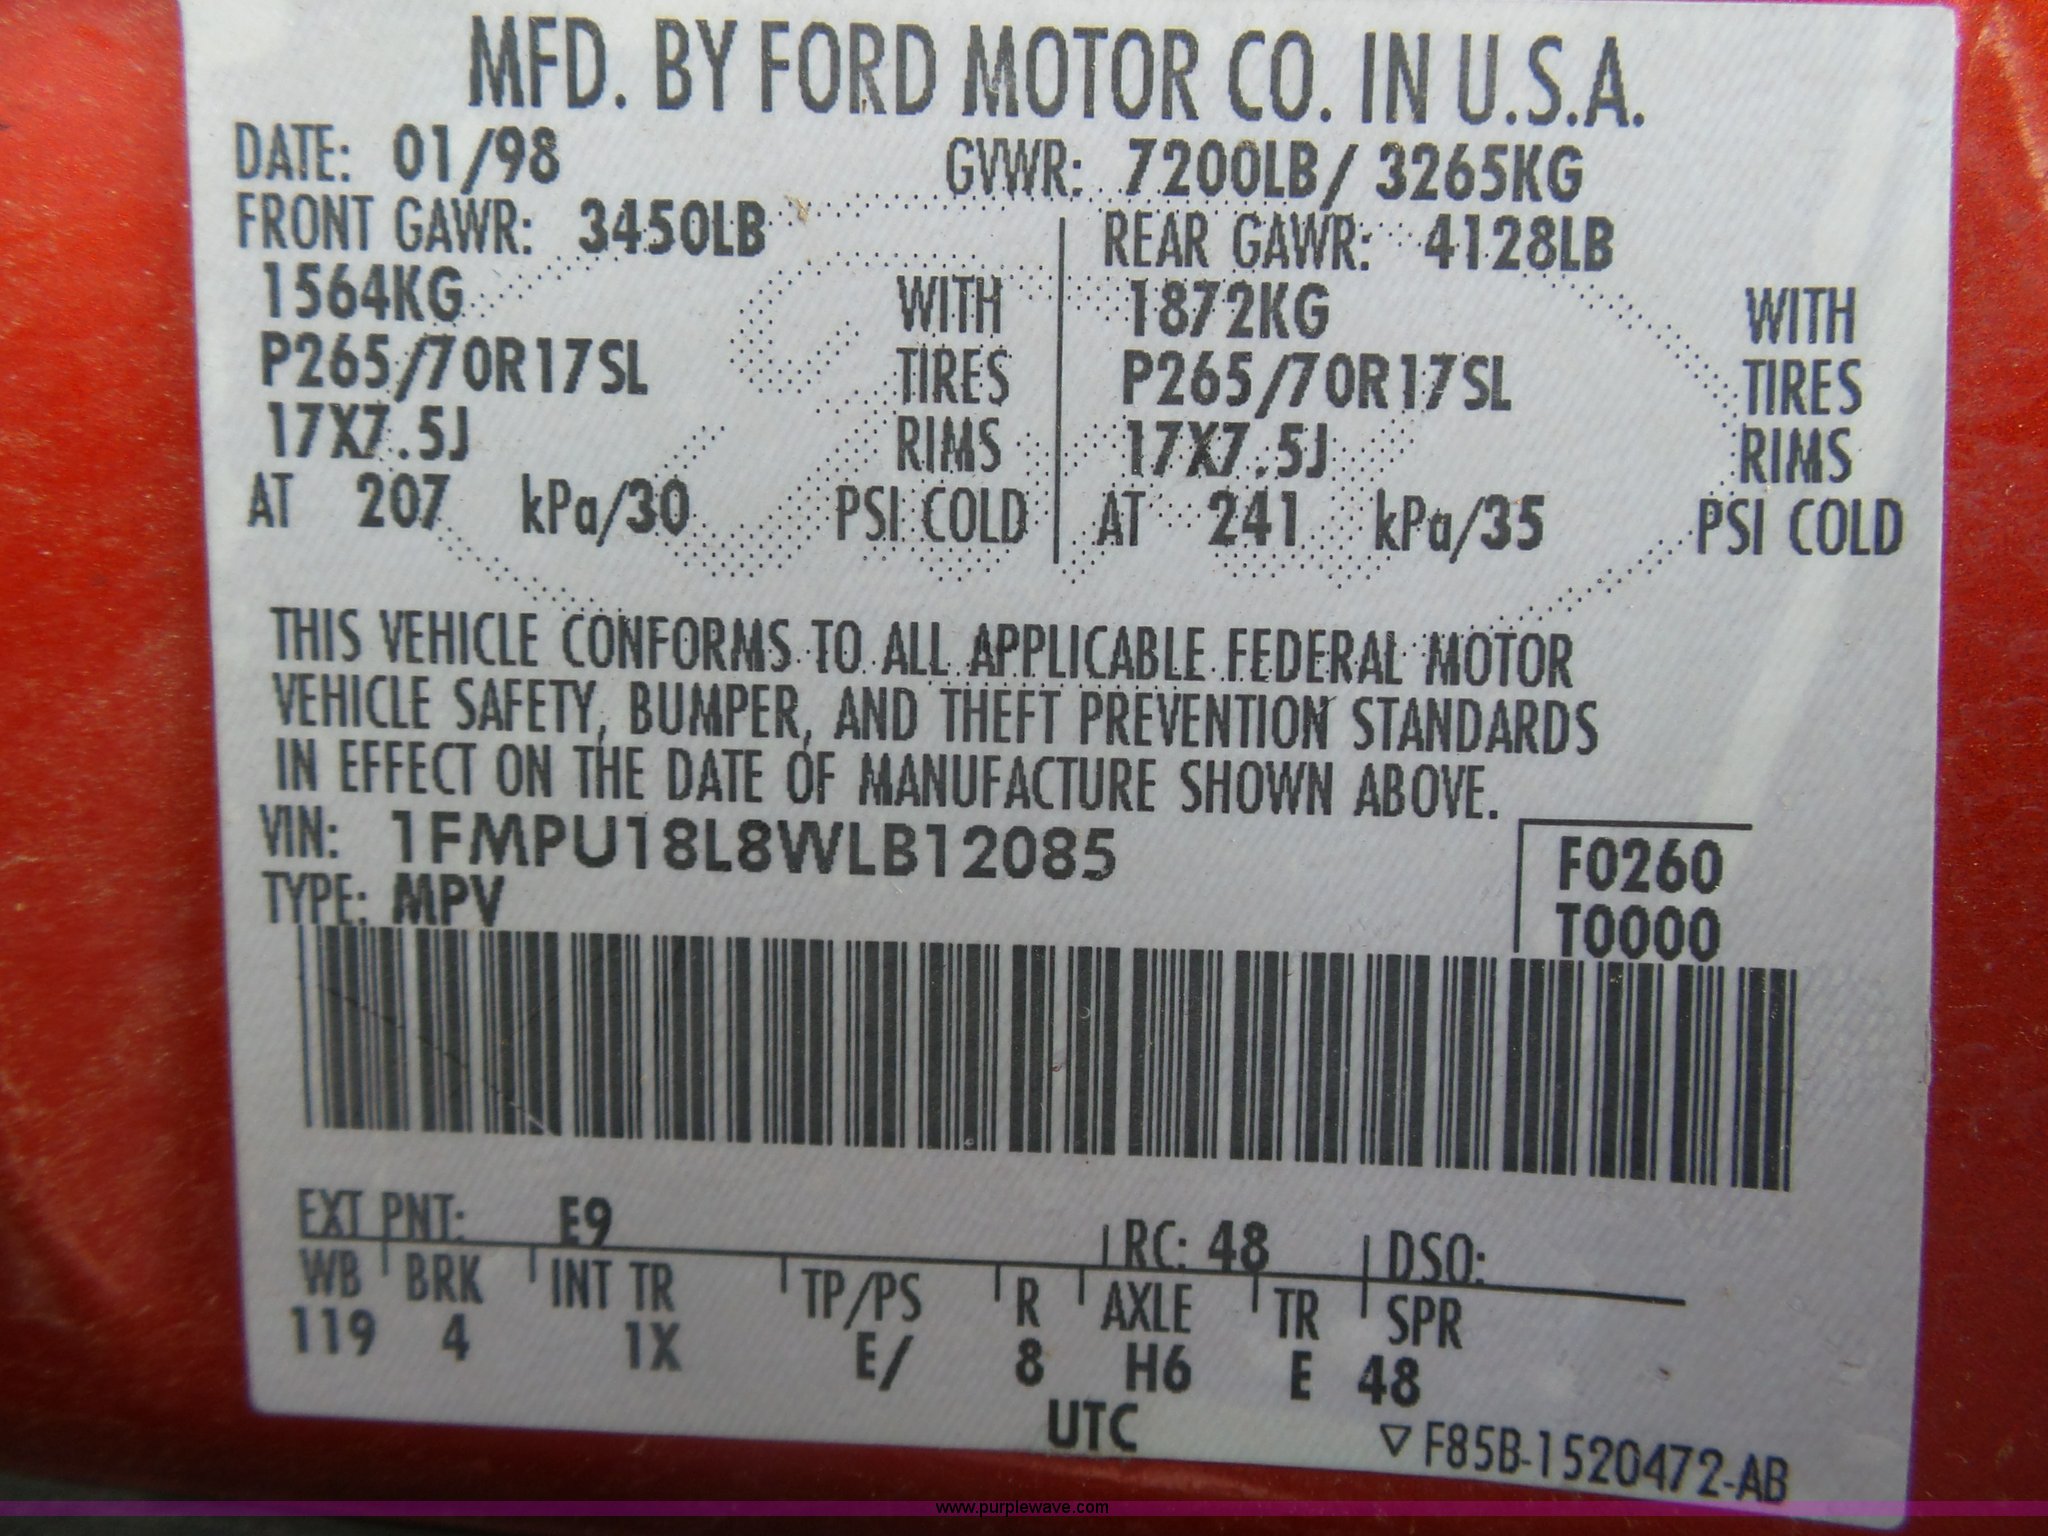 MFD. BY FORD MOTOR CO. IN U.S.A.
DATE: 01/98 GVWR: 7200LB/ 3265KG
FRONT GAWR: 3450LB REAR GAWR: 4128LB
1564KG WITH 1872KG WITH
P265/70R17SL TIRES P265/70R17SL TIRES
17X7.5J RIMS 17X7.5J RIMS
AT 207 kPa/30 PSI COLD AT 241 kPa/35 PSI COLD
THIS VEHICLE CONFORMS TO ALL APPLICABLE FEDERAL MOTOR
VEHICLE SAFETY, BUMPER, AND THEFT PREVENTION STANDARDS
IN EFFECT ON THE DATE OF MANUFACTURE SHOWN ABOVE.
VIN: 1FMPU18L8WLB12085 F0260
TYPE: MPV T0000
EXT PNT: E9 RC: 48 DSO:
WB BRK INT TR TP/PS R AXLE TR SPR
119 4 1X E/ 8 H6 E 48
UTC ▽ F85B-1520472-AB
www.purplewave.com